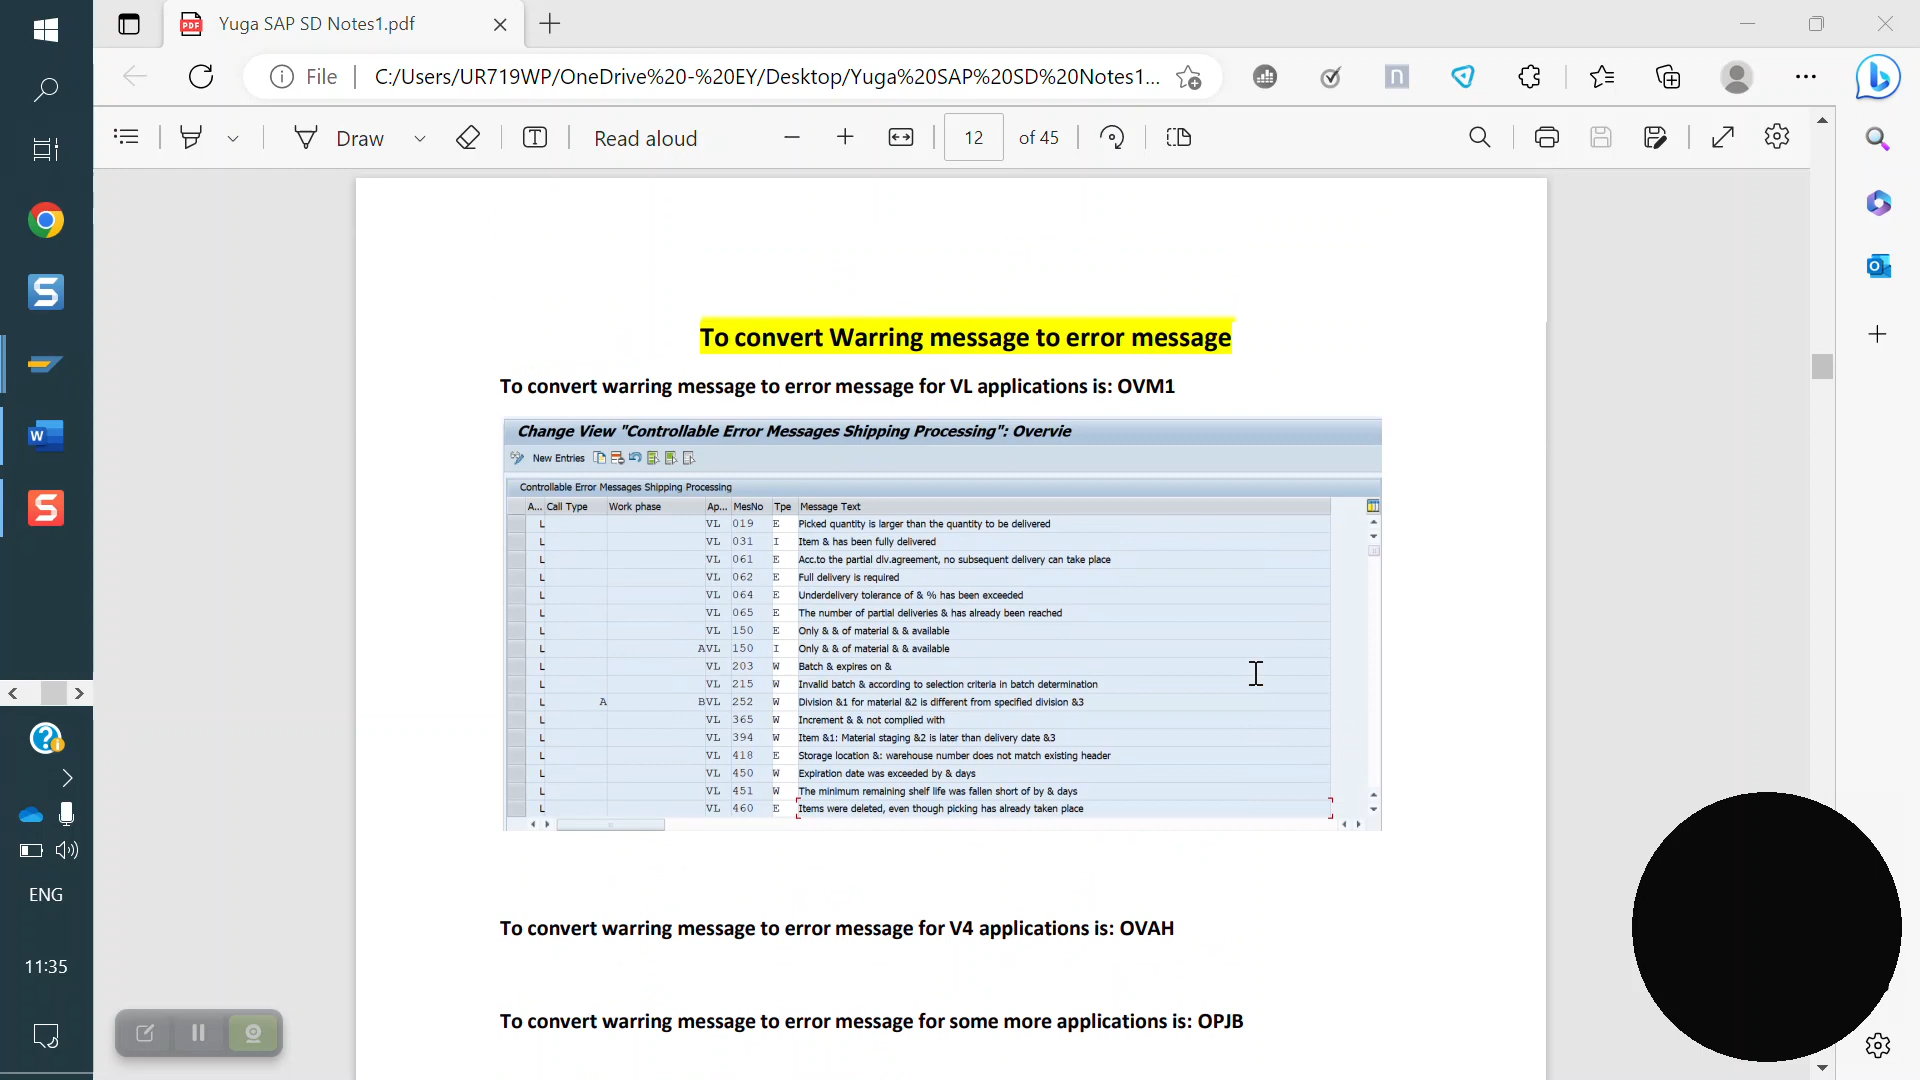 Yuga SAP SD Notes1.pdf
File
C:/Users/UR719WP/OneDrive%20-%20EY/Desktop/Yuga%20SAP%20SD%20Notes1...
Draw
Read aloud
12 of 45
To convert Warring message to error message
To convert warring message to error message for VL applications is: OVM1
Change View "Controllable Error Messages Shipping Processing": Overvie
New Entries
Controllable Error Messages Shipping Processing
A... Call Type Work phase Ap... MesNo Tpe Message Text
L VL 019 E Picked quantity is larger than the quantity to be delivered
L VL 031 I Item & has been fully delivered
L VL 061 E Acc.to the partial dlv.agreement, no subsequent delivery can take place
L VL 062 E Full delivery is required
L VL 064 E Underdelivery tolerance of & % has been exceeded
L VL 065 E The number of partial deliveries & has already been reached
L VL 150 E Only & & of material & & available
L AVL 150 I Only & & of material & & available
L VL 203 W Batch & expires on &
L VL 215 W Invalid batch & according to selection criteria in batch determination
L A BVL 252 W Division &1 for material &2 is different from specified division &3
L VL 365 W Increment & & not complied with
L VL 394 W Item &1: Material staging &2 is later than delivery date &3
L VL 418 E Storage location &: warehouse number does not match existing header
L VL 450 W Expiration date was exceeded by & days
L VL 451 W The minimum remaining shelf life was fallen short of by & days
L VL 460 E Items were deleted, even though picking has already taken place
To convert warring message to error message for V4 applications is: OVAH
To convert warring message to error message for some more applications is: OPJB
ENG
11:35